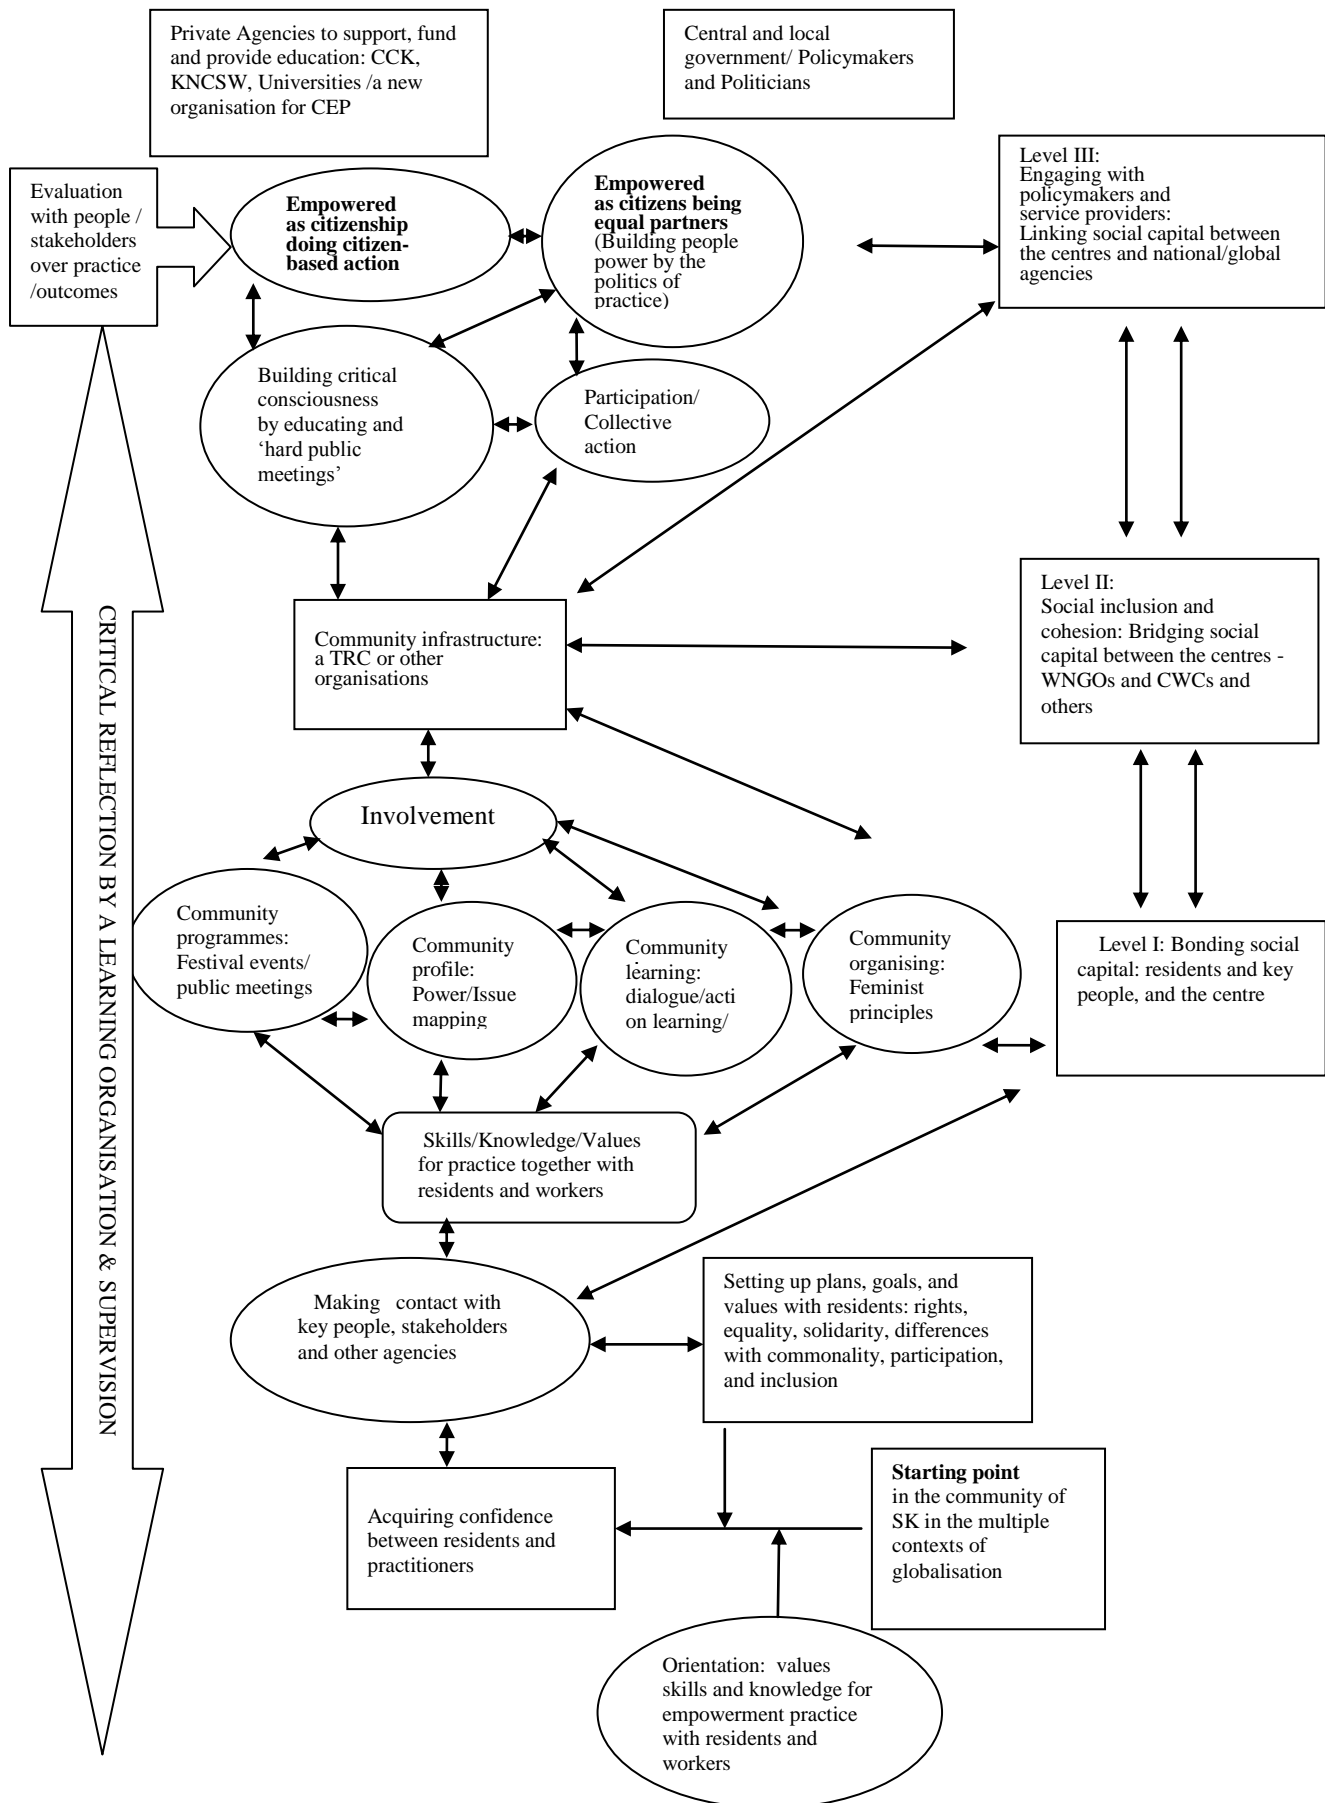 Private Agencies to support, fund
and provide education: CCK,
KNCSW, Universities /a new
organisation for CEP
Central and local
government/ Policymakers
and Politicians
Evaluation
with people /
stakeholders
over practice
/outcomes
Empowered
as citizenship
doing citizen-
based action
Empowered
as citizens being
equal partners
(Building people
power by the
politics of
practice)
Level III:
Engaging with
policymakers and
service providers:
Linking social capital between
the centres and national/global
agencies
Building critical
consciousness
by educating and
‘hard public
meetings’
Participation/
Collective
action
Community infrastructure:
a TRC or other
organisations
Level II:
Social inclusion and
cohesion: Bridging social
capital between the centres -
WNGOs and CWCs and
others
CRITICAL REFLECTION BY A LEARNING ORGANISATION & SUPERVISION
Involvement
Community
programmes:
Festival events/
public meetings
Community
profile:
Power/Issue
mapping
Community
learning:
dialogue/acti
on learning/
Community
organising:
Feminist
principles
Level I: Bonding social
capital: residents and key
people, and the centre
Skills/Knowledge/Values
for practice together with
residents and workers
Making contact with
key people, stakeholders
and other agencies
Setting up plans, goals, and
values with residents: rights,
equality, solidarity, differences
with commonality, participation,
and inclusion
Acquiring confidence
between residents and
practitioners
Starting point
in the community of
SK in the multiple
contexts of
globalisation
Orientation: values
skills and knowledge for
empowerment practice
with residents and
workers